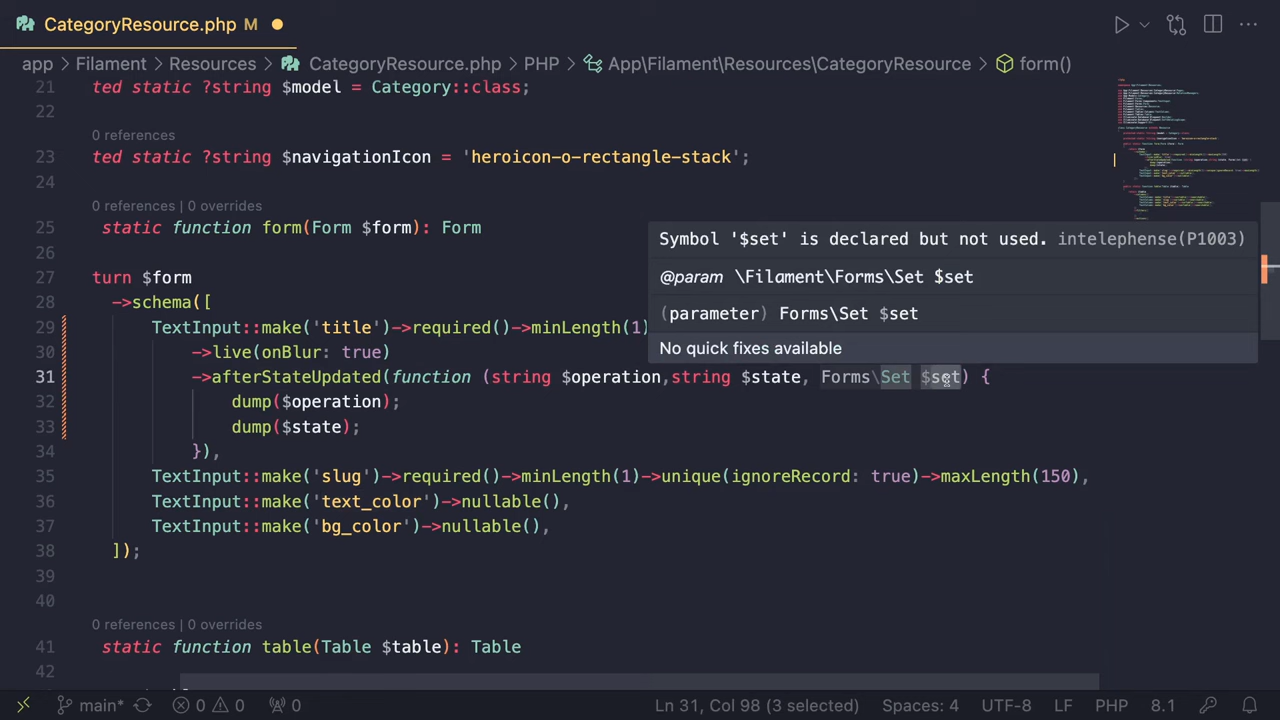 CategoryResource.php M
app > Filament > Resources > CategoryResource.php > PHP > App\Filament\Resources\CategoryResource > form()
21 ted static ?string $model = Category::class;
22
0 references
23 ted static ?string $navigationIcon = 'heroicon-o-rectangle-stack';
24
0 references | 0 overrides
25 static function form(Form $form): Form
26
27 turn $form
28 ->schema([
29 TextInput::make('title')->required()->minLength(1)
30 ->live(onBlur: true)
31 ->afterStateUpdated(function (string $operation,string $state, Forms\Set $set) {
32 dump($operation);
33 dump($state);
34 }),
35 TextInput::make('slug')->required()->minLength(1)->unique(ignoreRecord: true)->maxLength(150),
36 TextInput::make('text_color')->nullable(),
37 TextInput::make('bg_color')->nullable(),
38 ]);
39
40
0 references | 0 overrides
41 static function table(Table $table): Table
42
Symbol '$set' is declared but not used. intelephense(P1003)
@param \Filament\Forms\Set $set
(parameter) Forms\Set $set
No quick fixes available
main* 0 0 0 Ln 31, Col 98 (3 selected) Spaces: 4 UTF-8 LF PHP 8.1